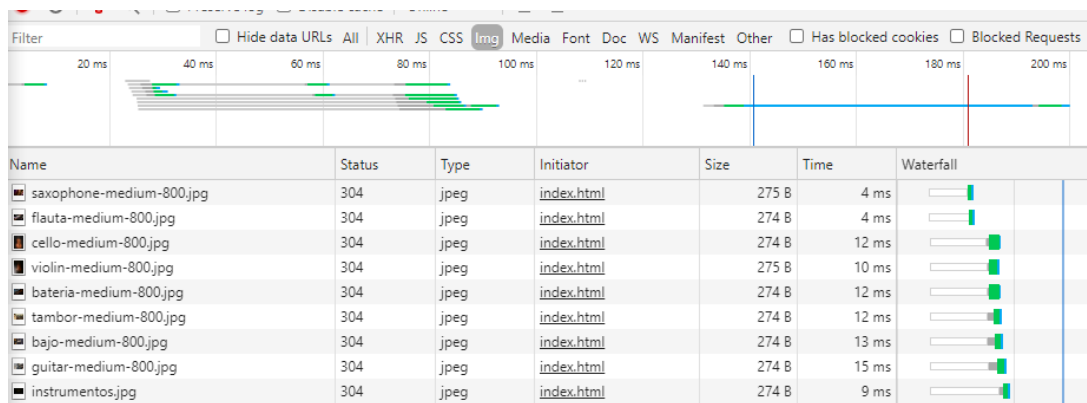 Filter Hide data URLs All XHR JS CSS Img Media Font Doc WS Manifest Other Has blocked cookies Blocked Requests
20 ms 40 ms 60 ms 80 ms 100 ms 120 ms 140 ms 160 ms 180 ms 200 ms
Name Status Type Initiator Size Time Waterfall
saxophone-medium-800.jpg 304 jpeg index.html 275 B 4 ms
flauta-medium-800.jpg 304 jpeg index.html 274 B 4 ms
cello-medium-800.jpg 304 jpeg index.html 274 B 12 ms
violin-medium-800.jpg 304 jpeg index.html 275 B 10 ms
bateria-medium-800.jpg 304 jpeg index.html 274 B 12 ms
tambor-medium-800.jpg 304 jpeg index.html 274 B 12 ms
bajo-medium-800.jpg 304 jpeg index.html 274 B 13 ms
guitar-medium-800.jpg 304 jpeg index.html 274 B 15 ms
instrumentos.jpg 304 jpeg index.html 274 B 9 ms